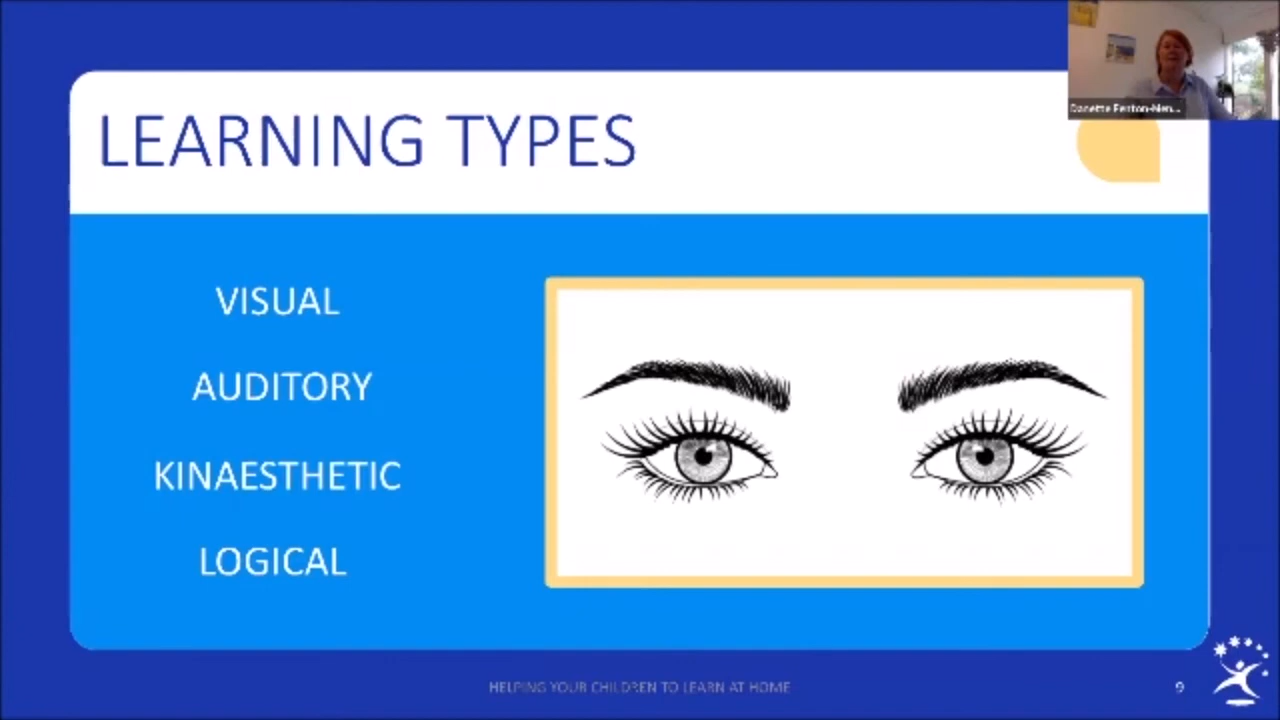 LEARNING TYPES
VISUAL
AUDITORY
KINAESTHETIC
LOGICAL
HELPING YOUR CHILDREN TO LEARN AT HOME
9